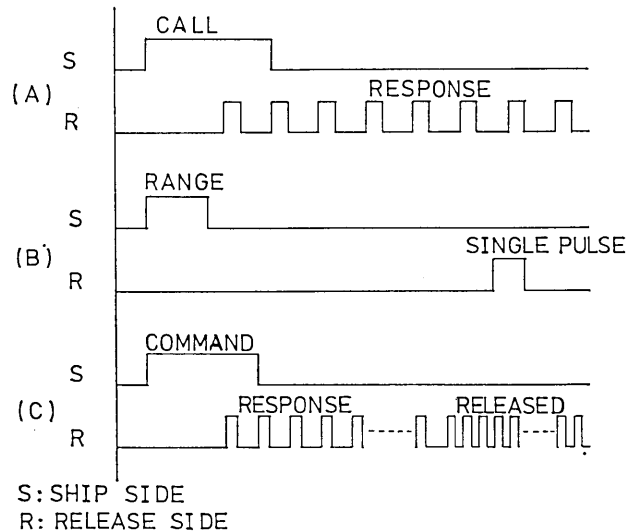 CALL
S
(A)
RESPONSE
R
RANGE
S
(B)
SINGLE PULSE
R
COMMAND
S
(C)
RESPONSE
RELEASED
R
S: SHIP SIDE
R: RELEASE SIDE